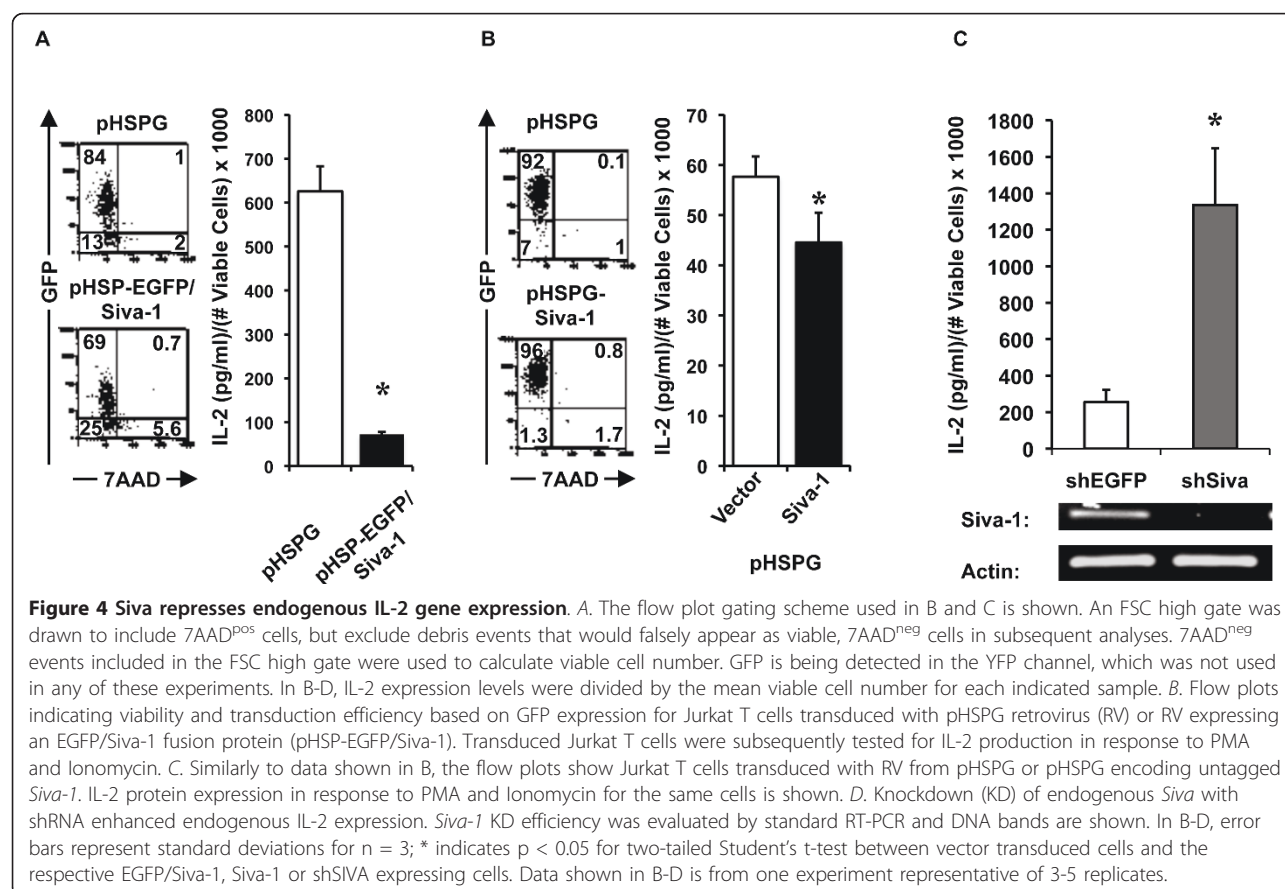 A
B
C
pHSPG
84
1
13
2
pHSP-EGFP/
Siva-1
69
0.7
25
5.6
GFP
7AAD
IL-2 (pg/ml)/(# Viable Cells) x 1000
800
700
600
500
400
300
200
100
0
*
pHSPG
pHSP-EGFP/
Siva-1
pHSPG
92
0.1
7
1
pHSPG-
Siva-1
96
0.8
1.3
1.7
GFP
7AAD
IL-2 (pg/ml)/(# Viable Cells) x 1000
70
60
50
40
30
20
10
0
*
Vector
Siva-1
pHSPG
IL-2 (pg/ml)/(# Viable Cells) x 1000
1800
1600
1400
1200
1000
800
600
400
200
0
*
shEGFP
shSiva
Siva-1:
Actin:
Figure 4 Siva represses endogenous IL-2 gene expression. A. The flow plot gating scheme used in B and C is shown. An FSC high gate was
drawn to include 7AADpos cells, but exclude debris events that would falsely appear as viable, 7AADneg cells in subsequent analyses. 7AADneg
events included in the FSC high gate were used to calculate viable cell number. GFP is being detected in the YFP channel, which was not used
in any of these experiments. In B-D, IL-2 expression levels were divided by the mean viable cell number for each indicated sample. B. Flow plots
indicating viability and transduction efficiency based on GFP expression for Jurkat T cells transduced with pHSPG retrovirus (RV) or RV expressing
an EGFP/Siva-1 fusion protein (pHSP-EGFP/Siva-1). Transduced Jurkat T cells were subsequently tested for IL-2 production in response to PMA
and Ionomycin. C. Similarly to data shown in B, the flow plots show Jurkat T cells transduced with RV from pHSPG or pHSPG encoding untagged
Siva-1. IL-2 protein expression in response to PMA and Ionomycin for the same cells is shown. D. Knockdown (KD) of endogenous Siva with
shRNA enhanced endogenous IL-2 expression. Siva-1 KD efficiency was evaluated by standard RT-PCR and DNA bands are shown. In B-D, error
bars represent standard deviations for n = 3; * indicates p < 0.05 for two-tailed Student's t-test between vector transduced cells and the
respective EGFP/Siva-1, Siva-1 or shSIVA expressing cells. Data shown in B-D is from one experiment representative of 3-5 replicates.